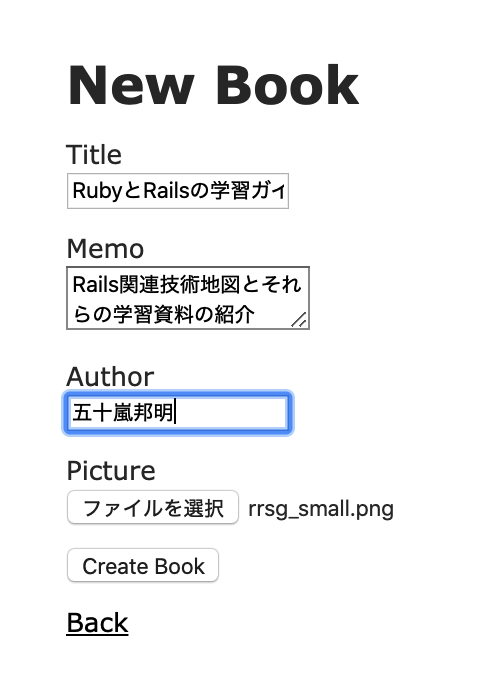 New Book
Title
RubyとRailsの学習ガイ
Memo
Rails関連技術地図とそれ
らの学習資料の紹介
Author
五十嵐邦明
Picture
ファイルを選択 rrsg_small.png
Create Book
Back